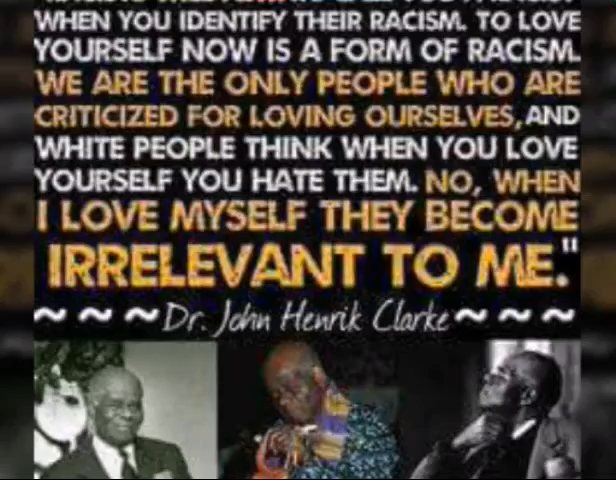 WHEN YOU IDENTIFY THEIR RACISM. TO LOVE
YOURSELF NOW IS A FORM OF RACISM.
WE ARE THE ONLY PEOPLE WHO ARE
CRITICIZED FOR LOVING OURSELVES, AND
WHITE PEOPLE THINK WHEN YOU LOVE
YOURSELF YOU HATE THEM. NO, WHEN
I LOVE MYSELF THEY BECOME
IRRELEVANT TO ME."
~ ~ ~ Dr. John Henrik Clarke ~ ~ ~